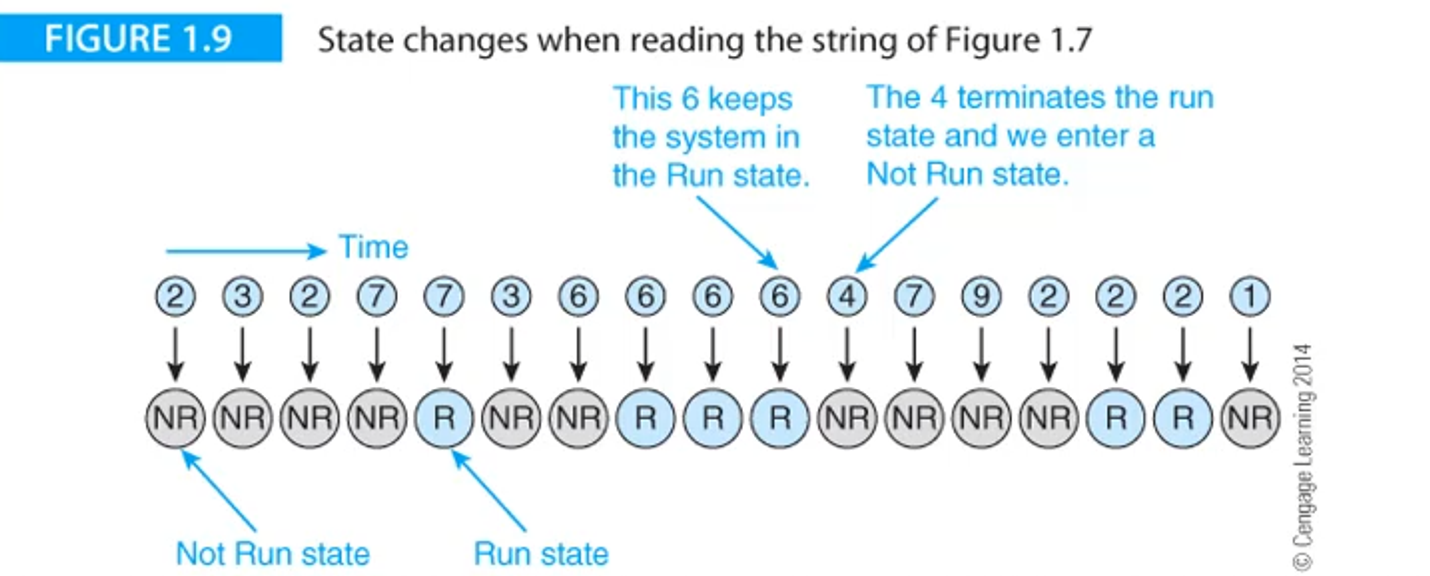 FIGURE 1.9 State changes when reading the string of Figure 1.7
This 6 keeps
the system in
the Run state.
The 4 terminates the run
state and we enter a
Not Run state.
Time
2 3 2 7 7 3 6 6 6 6 4 7 9 2 2 2 1
NR NR NR NR R NR NR R R R NR NR NR NR R R NR
Not Run state
Run state
© Cengage Learning 2014